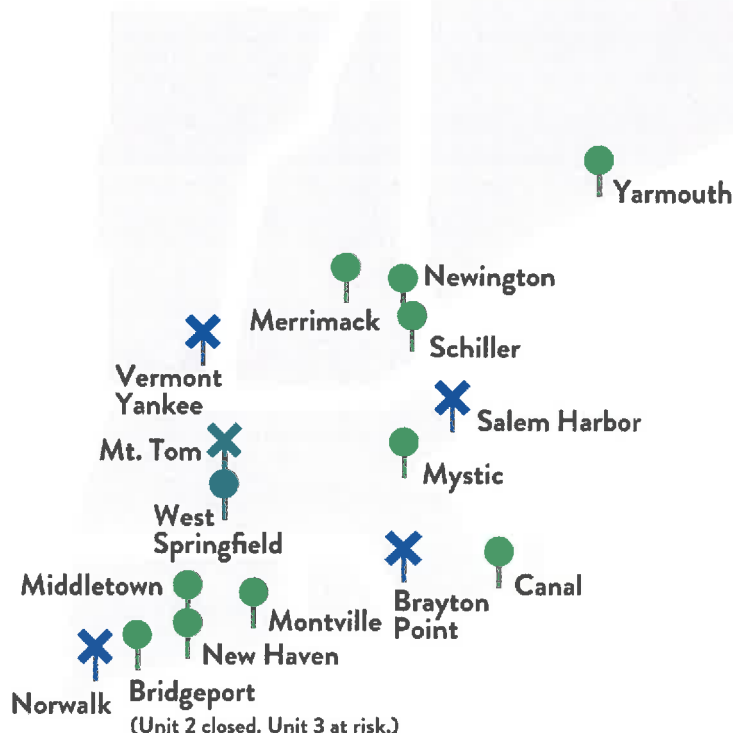 Yarmouth
Newington
Merrimack
Schiller
Vermont
Yankee
Salem Harbor
Mt. Tom
Mystic
West
Springfield
Middletown
Canal
Brayton
Point
Montville
New Haven
Norwalk
Bridgeport
(Unit 2 closed. Unit 3 at risk.)